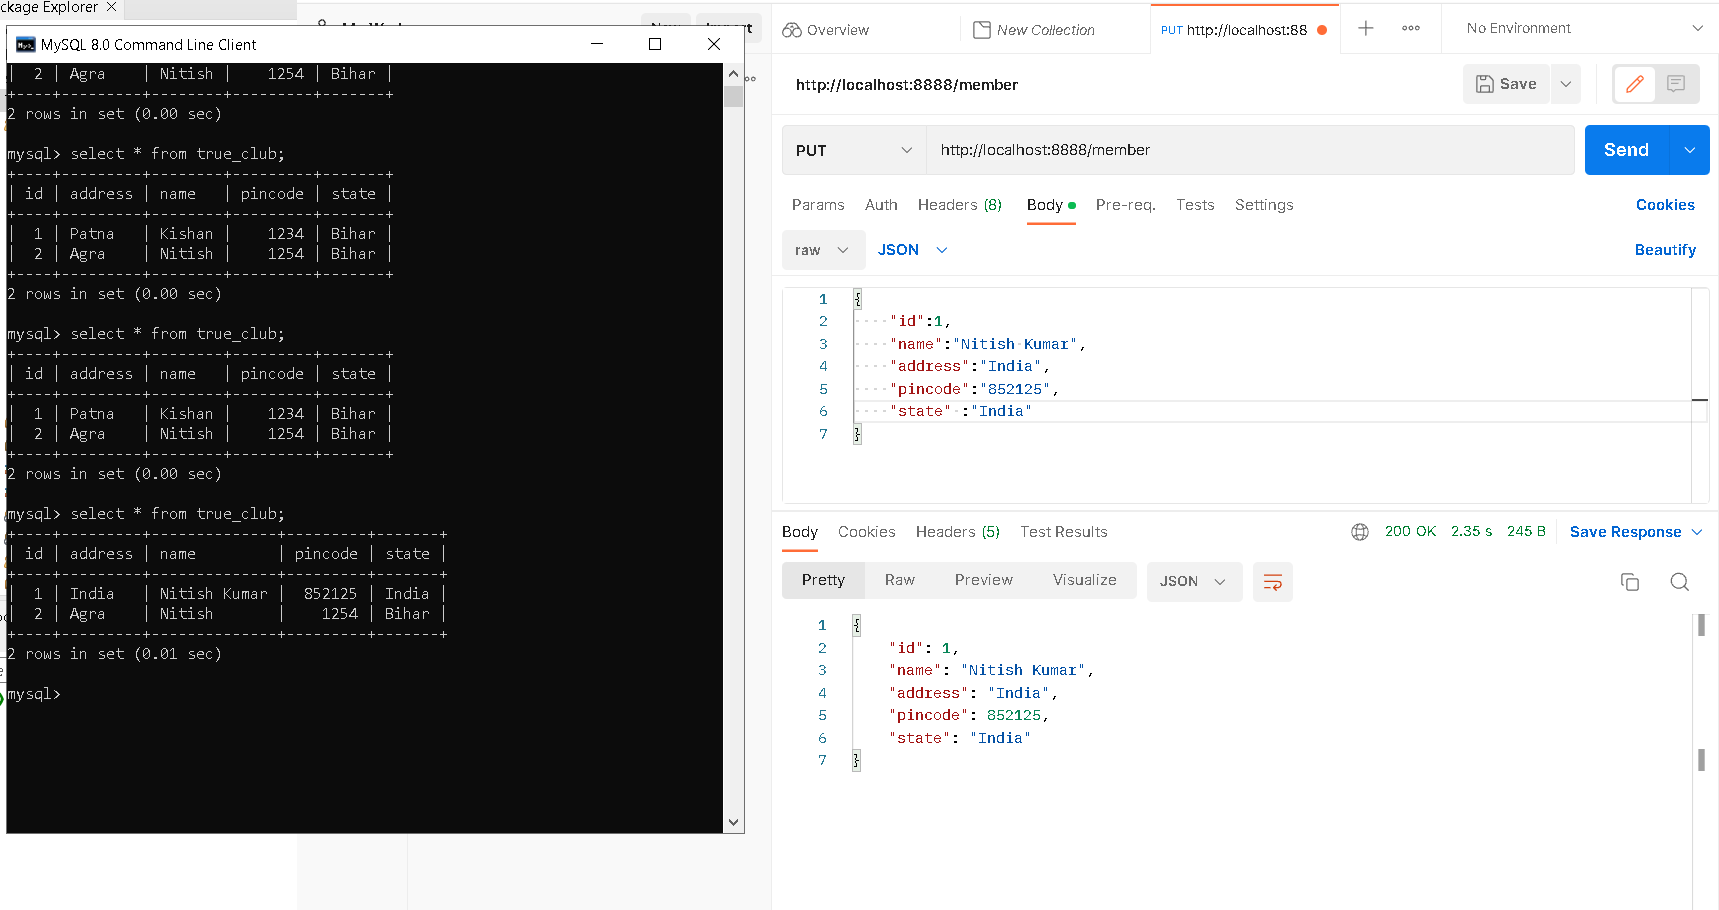 ckage Explorer
MySQL 8.0 Command Line Client
| 2 | Agra | Nitish | 1254 | Bihar |
+----+---------+--------+---------+-------+
2 rows in set (0.00 sec)
mysql> select * from true_club;
+----+---------+--------+---------+-------+
| id | address | name | pincode | state |
+----+---------+--------+---------+-------+
| 1 | Patna | Kishan | 1234 | Bihar |
| 2 | Agra | Nitish | 1254 | Bihar |
+----+---------+--------+---------+-------+
2 rows in set (0.00 sec)
mysql> select * from true_club;
+----+---------+--------+---------+-------+
| id | address | name | pincode | state |
+----+---------+--------+---------+-------+
| 1 | Patna | Kishan | 1234 | Bihar |
| 2 | Agra | Nitish | 1254 | Bihar |
+----+---------+--------+---------+-------+
2 rows in set (0.00 sec)
mysql> select * from true_club;
+----+---------+--------------+---------+-------+
| id | address | name | pincode | state |
+----+---------+--------------+---------+-------+
| 1 | India | Nitish Kumar | 852125 | India |
| 2 | Agra | Nitish | 1254 | Bihar |
+----+---------+--------------+---------+-------+
2 rows in set (0.01 sec)
mysql>
Overview New Collection PUT http://localhost:88 No Environment
http://localhost:8888/member Save
PUT http://localhost:8888/member Send
Params Auth Headers (8) Body Pre-req. Tests Settings Cookies
raw JSON Beautify
1 {
2 "id":1,
3 "name":"Nitish Kumar",
4 "address":"India",
5 "pincode":"852125",
6 "state" :"India"
7 }
Body Cookies Headers (5) Test Results 200 OK 2.35 s 245 B Save Response
Pretty Raw Preview Visualize JSON
1 {
2 "id": 1,
3 "name": "Nitish Kumar",
4 "address": "India",
5 "pincode": 852125,
6 "state": "India"
7 }